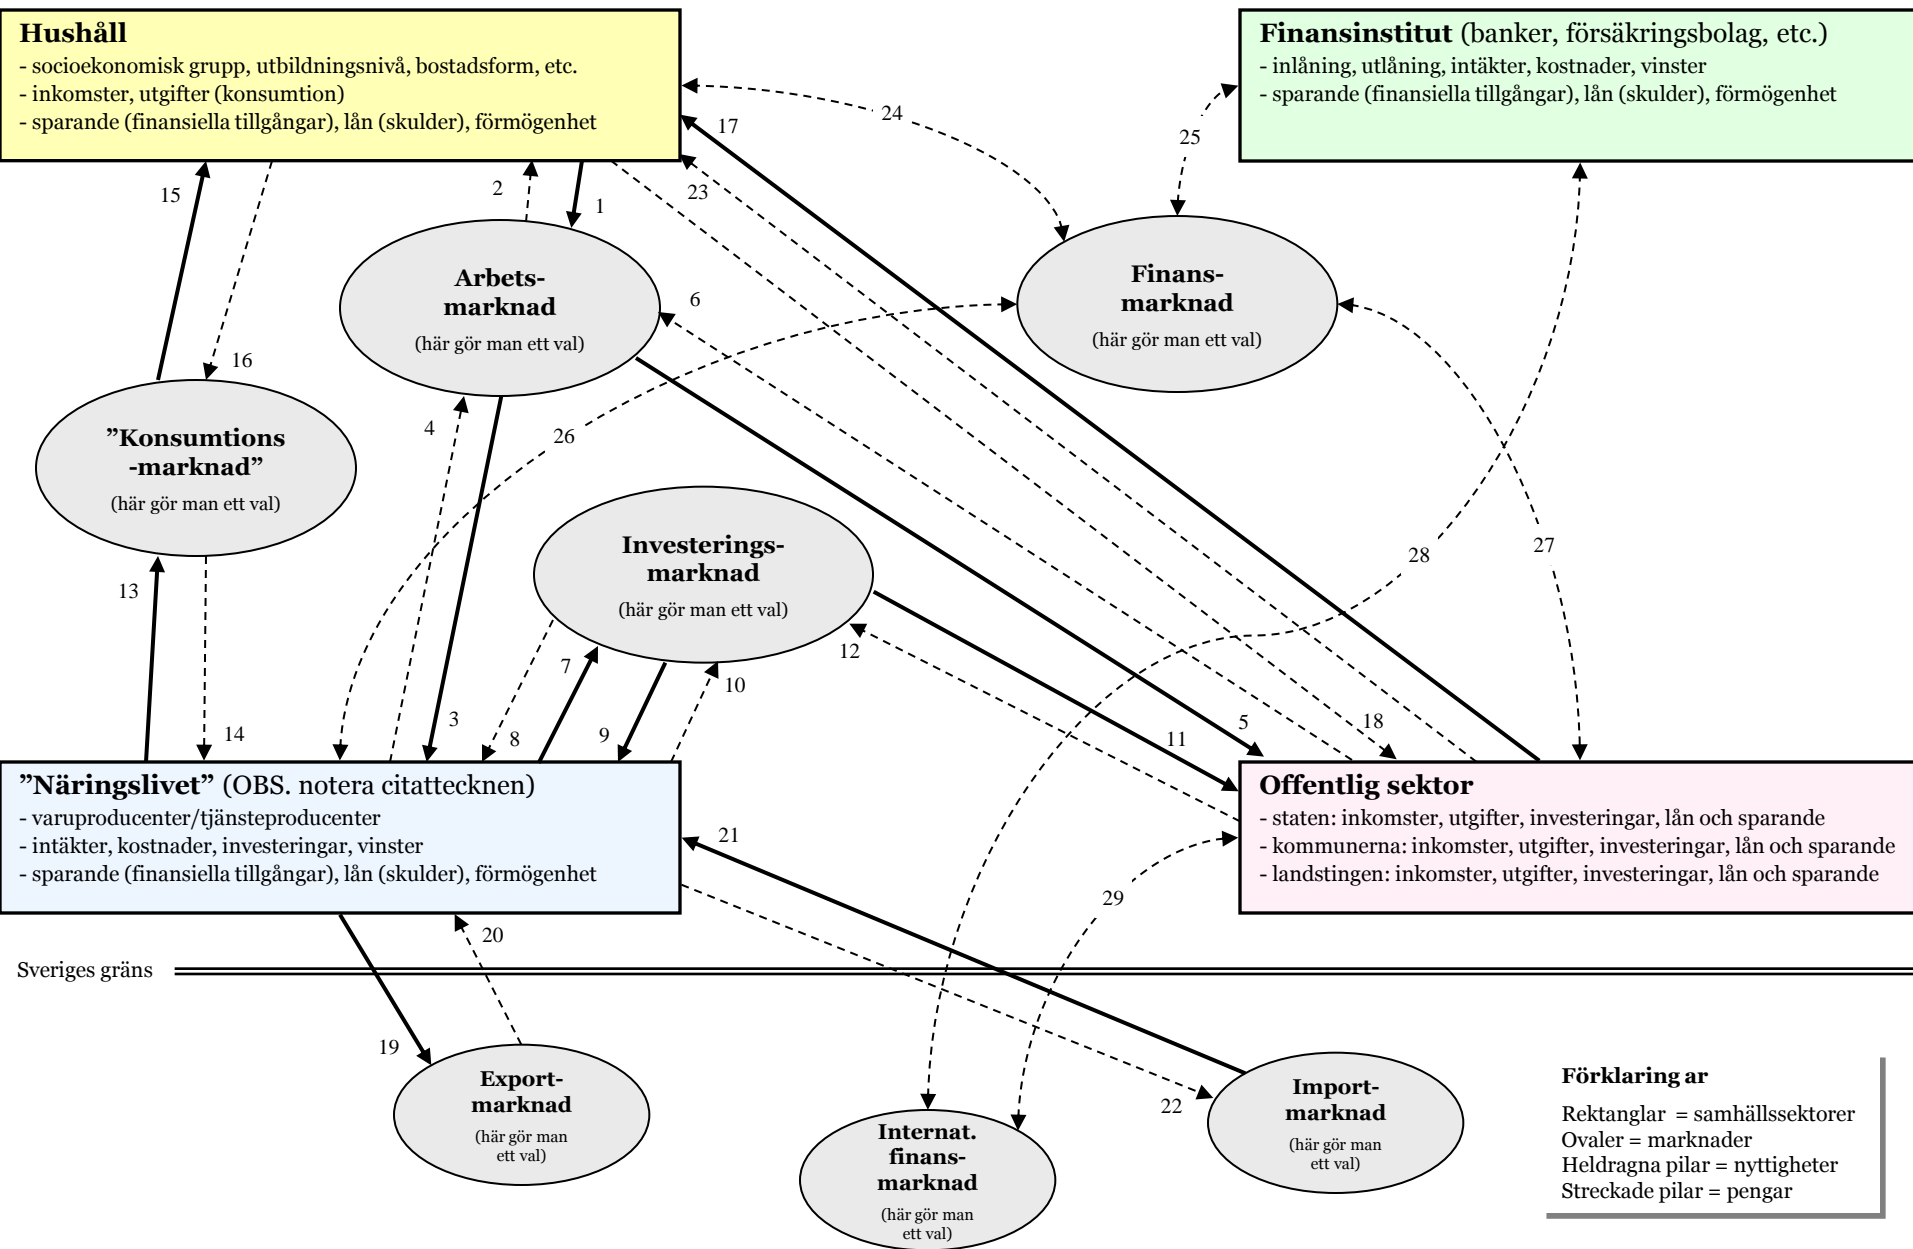 Hushåll
- socioekonomisk grupp, utbildningsnivå, bostadsform, etc.
- inkomster, utgifter (konsumtion)
- sparande (finansiella tillgångar), lån (skulder), förmögenhet
Finansinstitut (banker, försäkringsbolag, etc.)
- inlåning, utlåning, intäkter, kostnader, vinster
- sparande (finansiella tillgångar), lån (skulder), förmögenhet
24
17
25
15
2
1
23
Arbets-
marknad
(här gör man ett val)
6
Finans-
marknad
(här gör man ett val)
16
4
26
”Konsumtions
-marknad”
(här gör man ett val)
Investerings-
marknad
(här gör man ett val)
28
27
13
7
12
10
14
3
8
9
5
18
11
”Näringslivet” (OBS. notera citattecknen)
- varuproducenter/tjänsteproducenter
- intäkter, kostnader, investeringar, vinster
- sparande (finansiella tillgångar), lån (skulder), förmögenhet
21
Offentlig sektor
- staten: inkomster, utgifter, investeringar, lån och sparande
- kommunerna: inkomster, utgifter, investeringar, lån och sparande
- landstingen: inkomster, utgifter, investeringar, lån och sparande
29
20
Sveriges gräns
19
22
Export-
marknad
(här gör man
ett val)
Internat.
finans-
marknad
(här gör man
ett val)
Import-
marknad
(här gör man
ett val)
Förklaring ar
Rektanglar = samhällssektorer
Ovaler = marknader
Heldragna pilar = nyttigheter
Streckade pilar = pengar